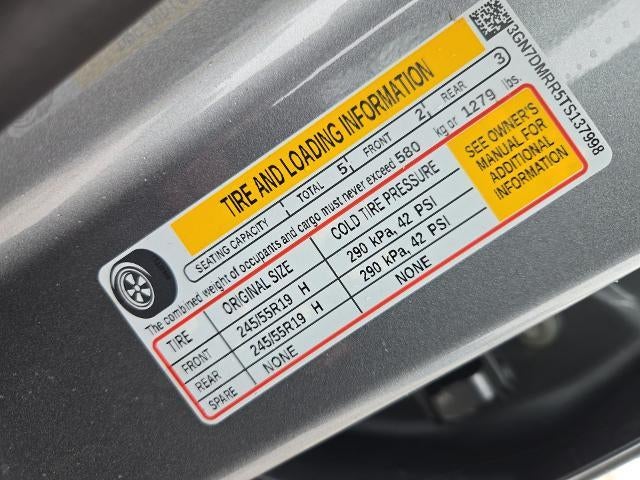 3GN7DMRR5TS137998
TIRE AND LOADING INFORMATION
SEATING CAPACITY TOTAL 5 FRONT 2 REAR 3
The combined weight of occupants and cargo must never exceed 580 kg or 1279 lbs.
TIRE ORIGINAL SIZE COLD TIRE PRESSURE
FRONT 245/55R19 H 290 kPa, 42 PSI
REAR 245/55R19 H 290 kPa, 42 PSI
SPARE NONE NONE
SEE OWNER'S
MANUAL FOR
ADDITIONAL
INFORMATION